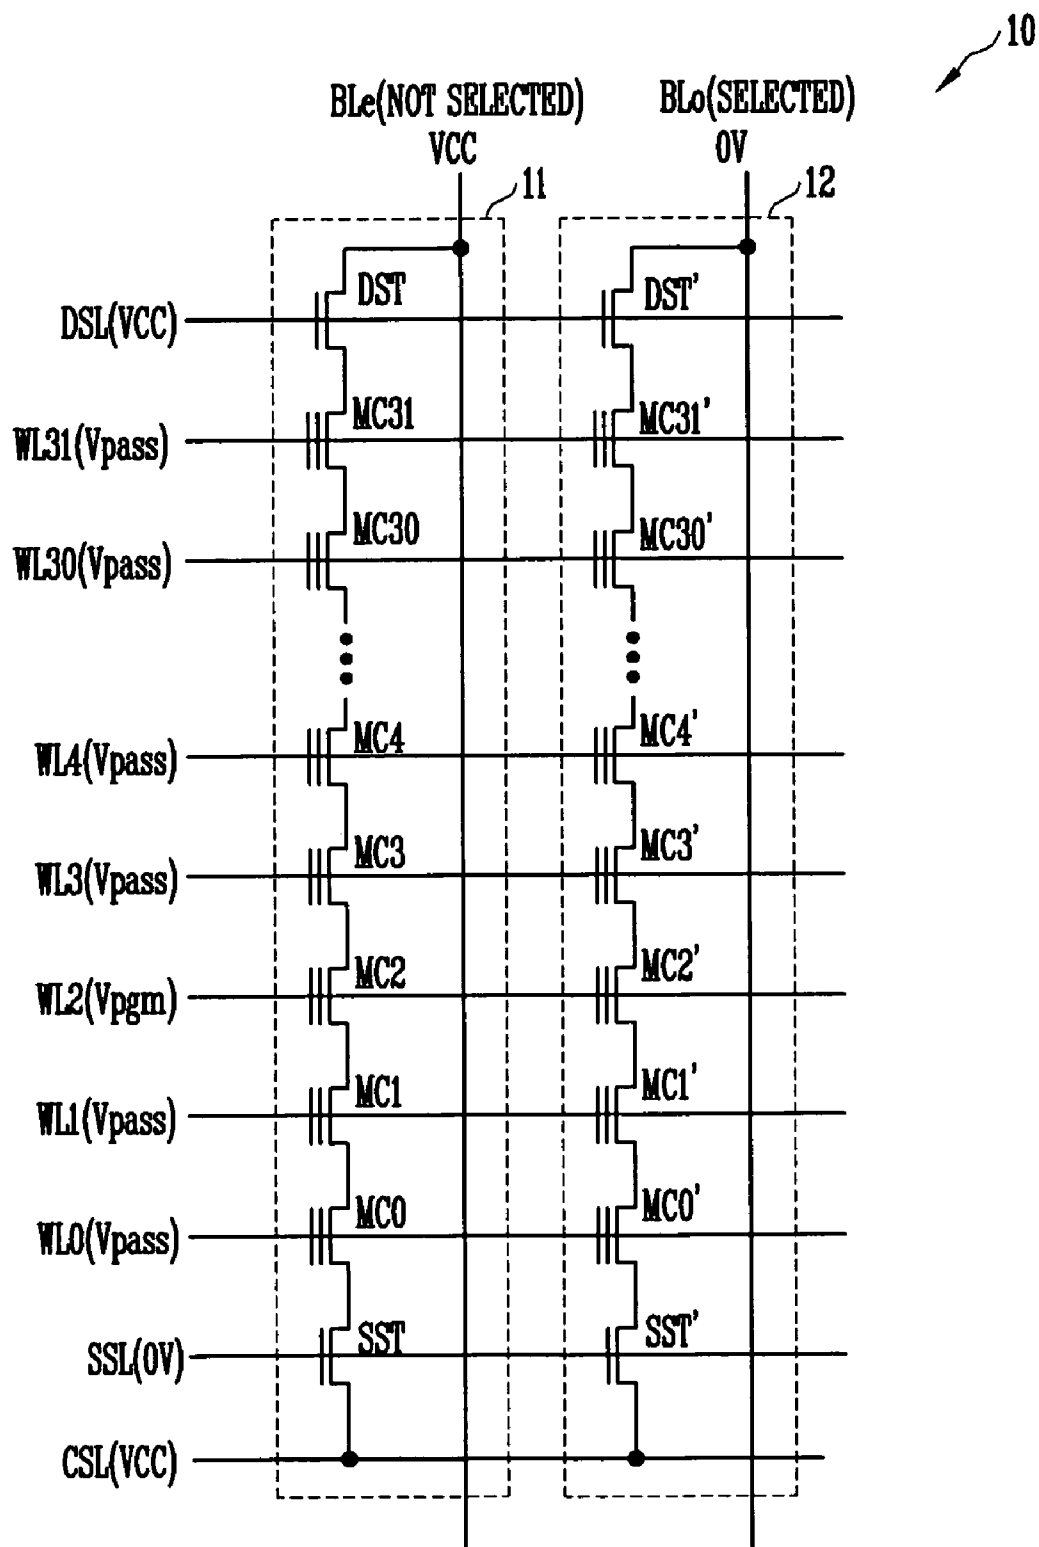 10
BLe(NOT SELECTED) BLo(SELECTED)
VCC 0V
11 12
DSL(VCC) DST DST'
WL31(Vpass) MC31 MC31'
WL30(Vpass) MC30 MC30'
WL4(Vpass) MC4 MC4'
WL3(Vpass) MC3 MC3'
WL2(Vpgm) MC2 MC2'
WL1(Vpass) MC1 MC1'
WL0(Vpass) MC0 MC0'
SSL(0V) SST SST'
CSL(VCC)